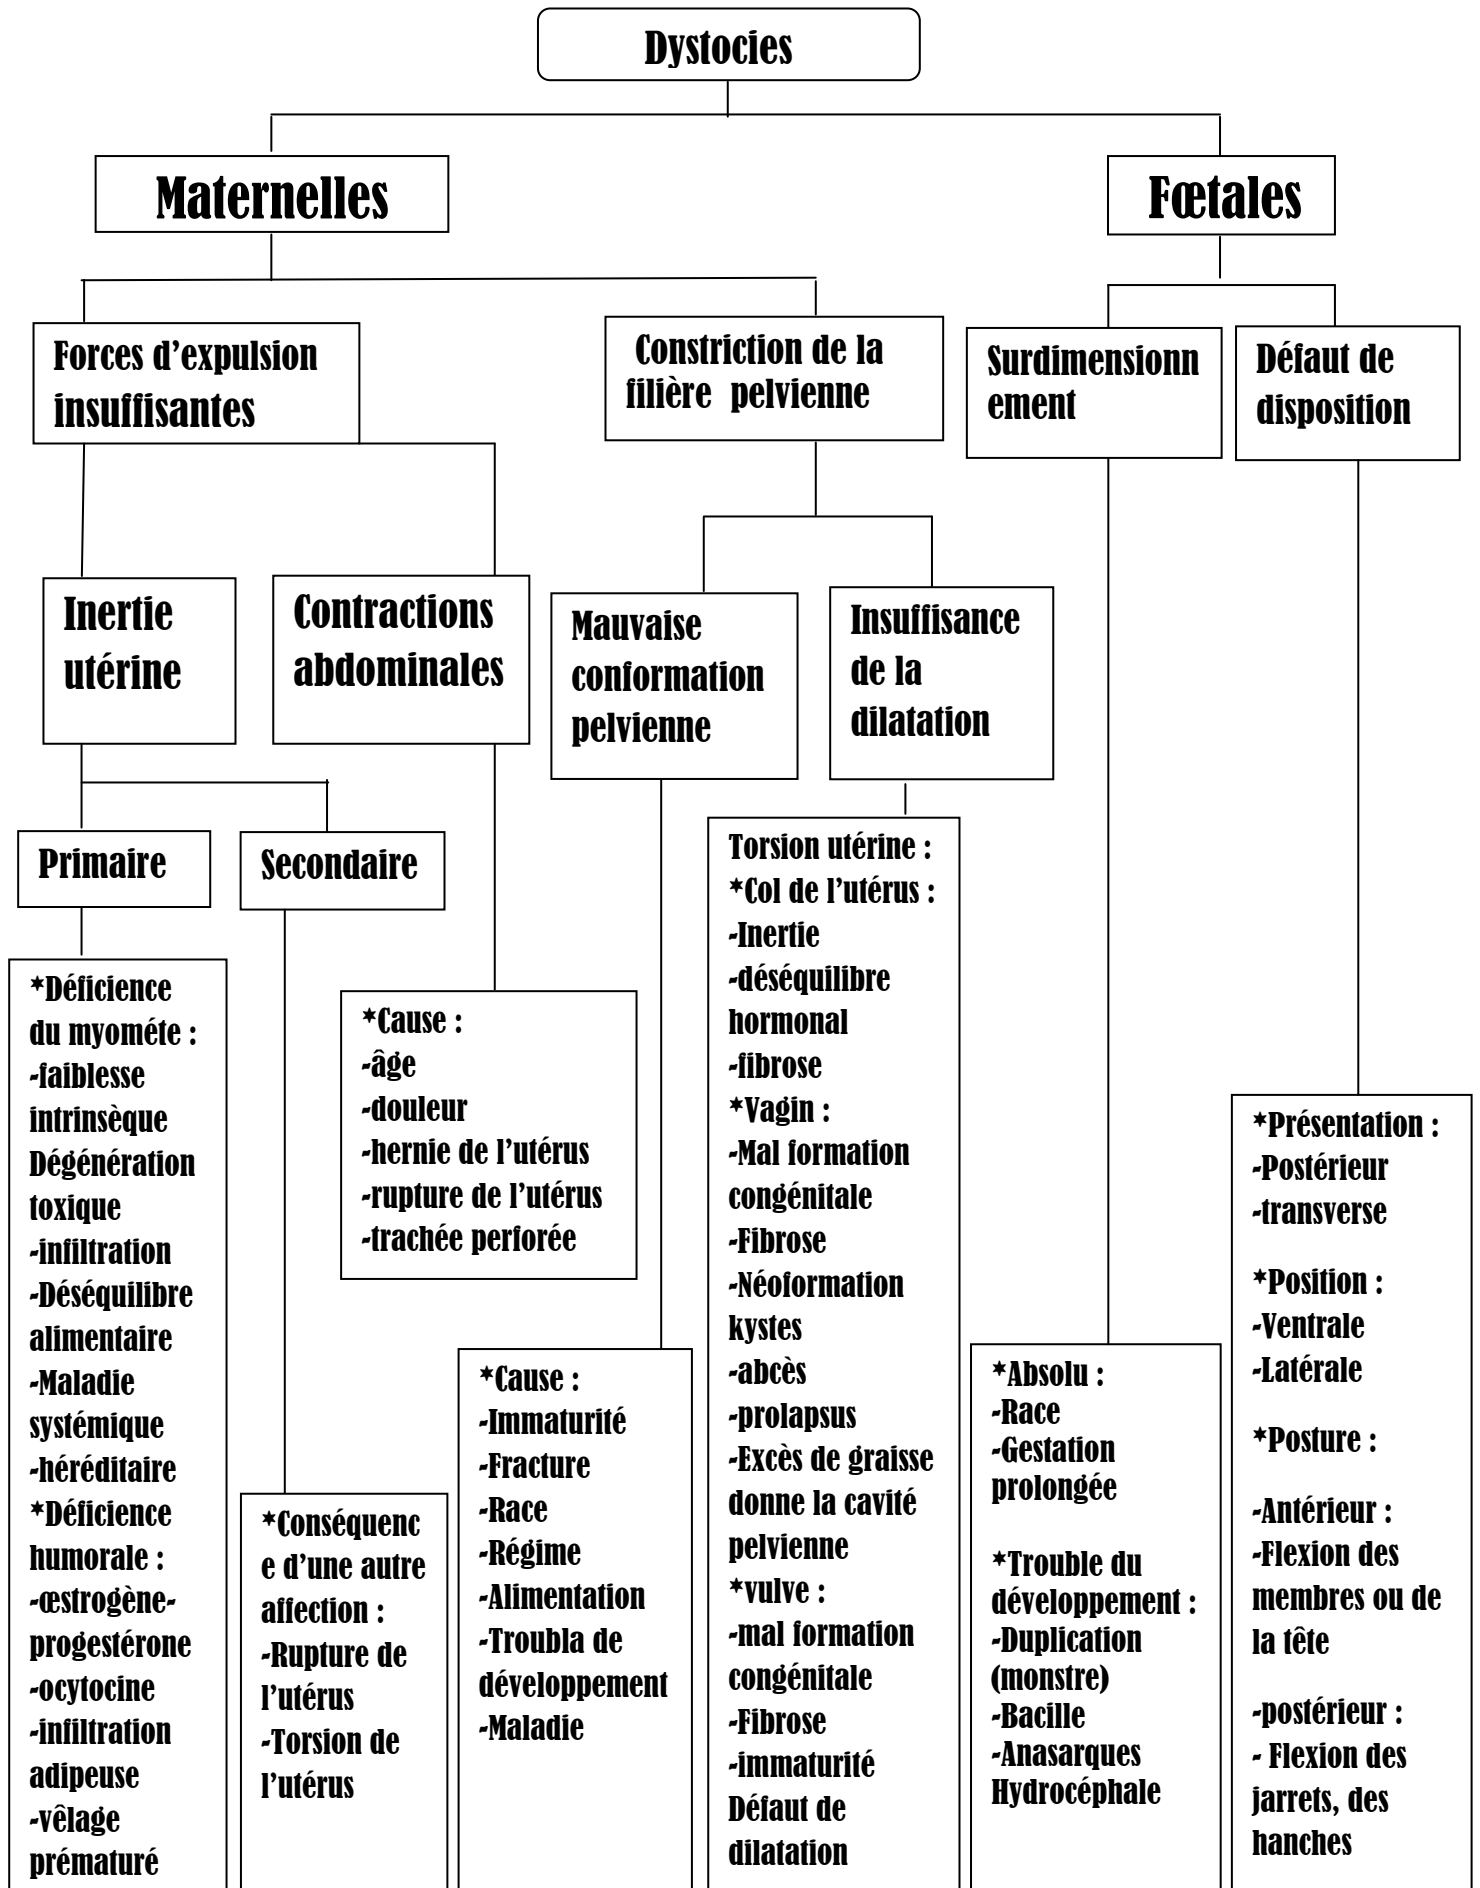 Dystocies
Maternelles
Fœtales
Forces d’expulsion
insuffisantes
Constriction de la
filière pelvienne
Surdimensionn
ement
Défaut de
disposition
Inertie
utérine
Contractions
abdominales
Mauvaise
conformation
pelvienne
Insuffisance
de la
dilatation
Primaire
Secondaire
*Déficience
du myométe :
-faiblesse
intrinsèque
Dégénération
toxique
-infiltration
-Déséquilibre
alimentaire
-Maladie
systémique
-héréditaire
*Déficience
humorale :
-œstrogène-
progestérone
-ocytocine
-infiltration
adipeuse
-vêlage
prématuré
*Conséquenc
e d’une autre
affection :
-Rupture de
l’utérus
-Torsion de
l’utérus
*Cause :
-âge
-douleur
-hernie de l’utérus
-rupture de l’utérus
-trachée perforée
*Cause :
-Immaturité
-Fracture
-Race
-Régime
-Alimentation
-Troubla de
développement
-Maladie
Torsion utérine :
*Col de l’utérus :
-Inertie
-déséquilibre
hormonal
-fibrose
*Vagin :
-Mal formation
congénitale
-Fibrose
-Néoformation
kystes
-abcès
-prolapsus
-Excès de graisse
donne la cavité
pelvienne
*vulve :
-mal formation
congénitale
-Fibrose
-immaturité
Défaut de
dilatation
*Absolu :
-Race
-Gestation
prolongée
*Trouble du
développement :
-Duplication
(monstre)
-Bacille
-Anasarques
Hydrocéphale
*Présentation :
-Postérieur
-transverse
*Position :
-Ventrale
-Latérale
*Posture :
-Antérieur :
-Flexion des
membres ou de
la tête
-postérieur :
- Flexion des
jarrets, des
hanches